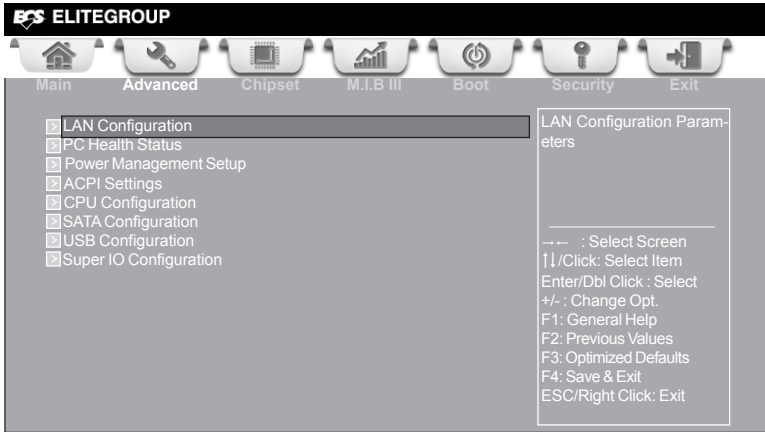 ECS ELITEGROUP
Main Advanced Chipset M.I.B III Boot Security Exit
> LAN Configuration
> PC Health Status
> Power Management Setup
> ACPI Settings
> CPU Configuration
> SATA Configuration
> USB Configuration
> Super IO Configuration
LAN Configuration Param-
eters
→← : Select Screen
↑↓/Click: Select Item
Enter/Dbl Click : Select
+/- : Change Opt.
F1: General Help
F2: Previous Values
F3: Optimized Defaults
F4: Save & Exit
ESC/Right Click: Exit